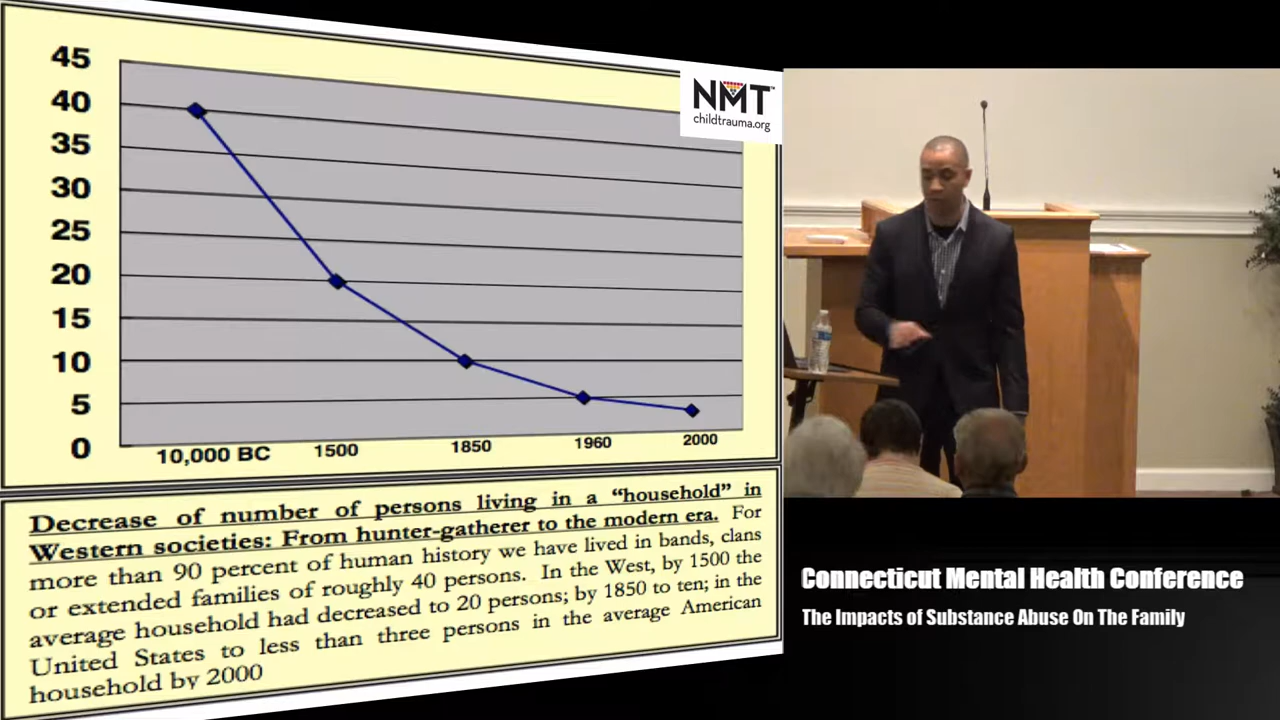 45
40
35
30
25
20
15
10
5
0
10,000 BC
1500
1850
1960
2000
NMT™
childtrauma.org
Decrease of number of persons living in a “household” in
Western societies: From hunter-gatherer to the modern era. For
more than 90 percent of human history we have lived in bands, clans
or extended families of roughly 40 persons. In the West, by 1500 the
average household had decreased to 20 persons; by 1850 to ten; in the
United States to less than three persons in the average American
household by 2000
Connecticut Mental Health Conference
The Impacts of Substance Abuse On The Family